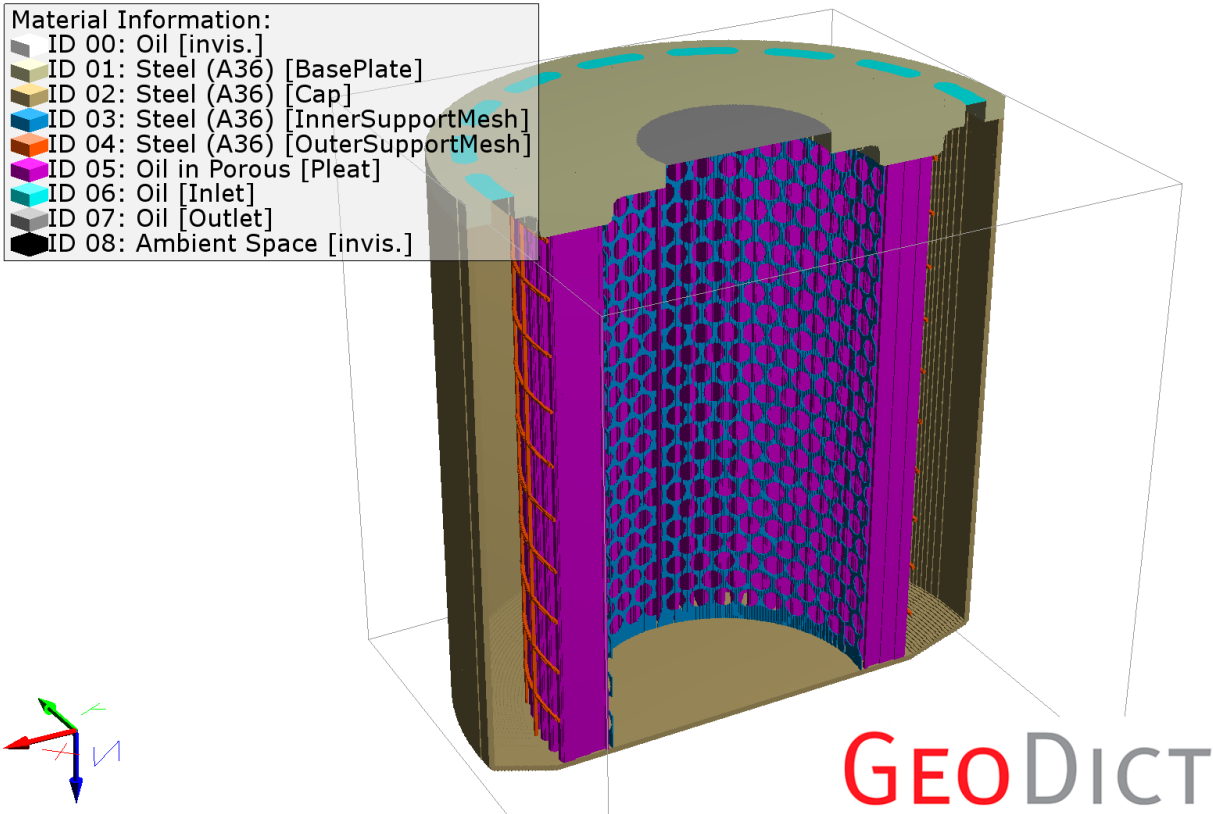 Material Information:
ID 00: Oil [invis.]
ID 01: Steel (A36) [BasePlate]
ID 02: Steel (A36) [Cap]
ID 03: Steel (A36) [InnerSupportMesh]
ID 04: Steel (A36) [OuterSupportMesh]
ID 05: Oil in Porous [Pleat]
ID 06: Oil [Inlet]
ID 07: Oil [Outlet]
ID 08: Ambient Space [invis.]
Y
X
Z
GEODICT